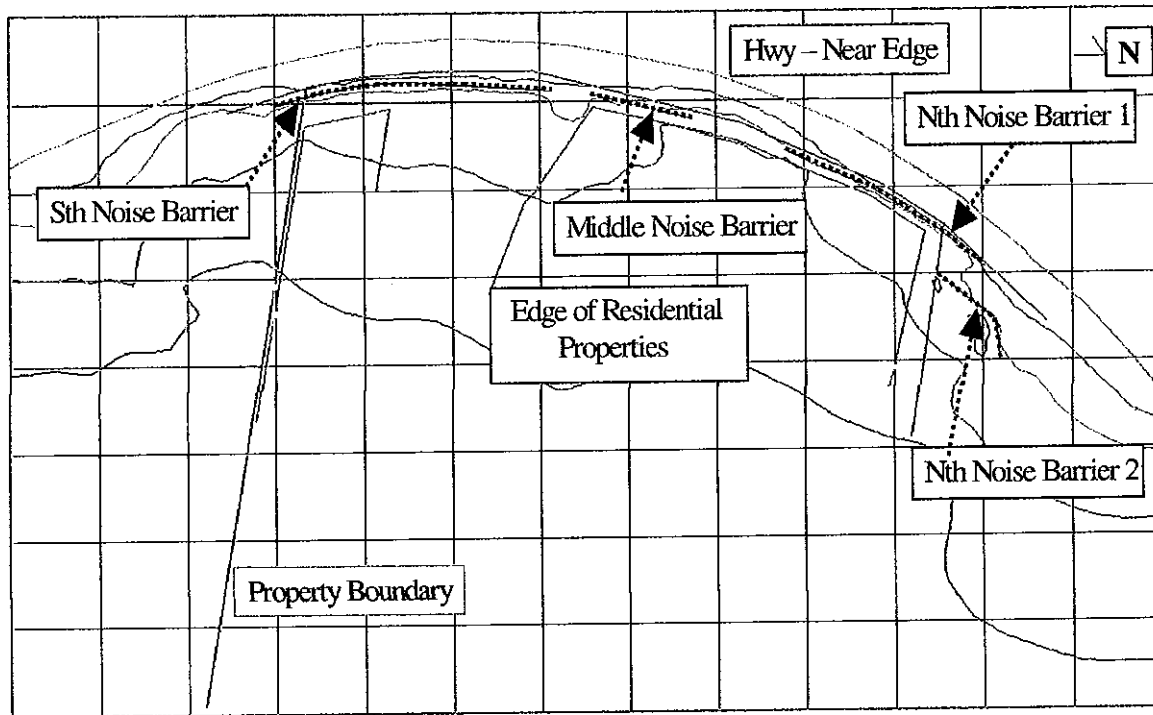 Hwy – Near Edge
N
Nth Noise Barrier 1
Sth Noise Barrier
Middle Noise Barrier
Edge of Residential
Properties
Nth Noise Barrier 2
Property Boundary